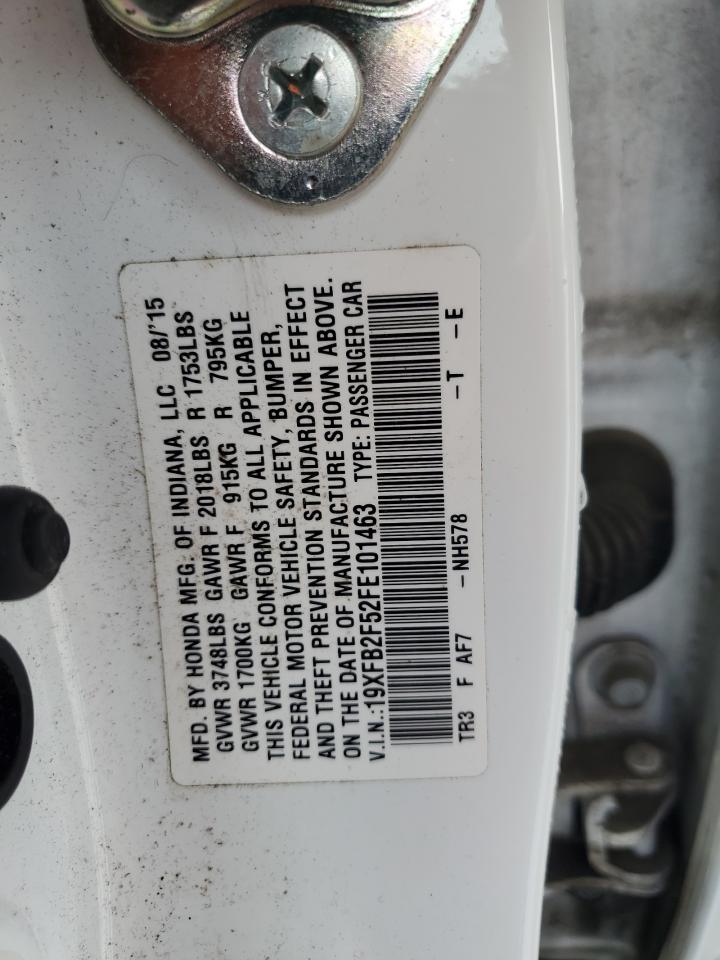 MFD. BY HONDA MFG. OF INDIANA, LLC 08/'15
GVWR 3748LBS GAWR F 2018LBS R 1753LBS
GVWR 1700KG GAWR F 915KG R 795KG
THIS VEHICLE CONFORMS TO ALL APPLICABLE
FEDERAL MOTOR VEHICLE SAFETY, BUMPER,
AND THEFT PREVENTION STANDARDS IN EFFECT
ON THE DATE OF MANUFACTURE SHOWN ABOVE.
V.I.N.:19XFB2F52FE101463 TYPE: PASSENGER CAR
TR3 F AF7 -NH578 -T -E